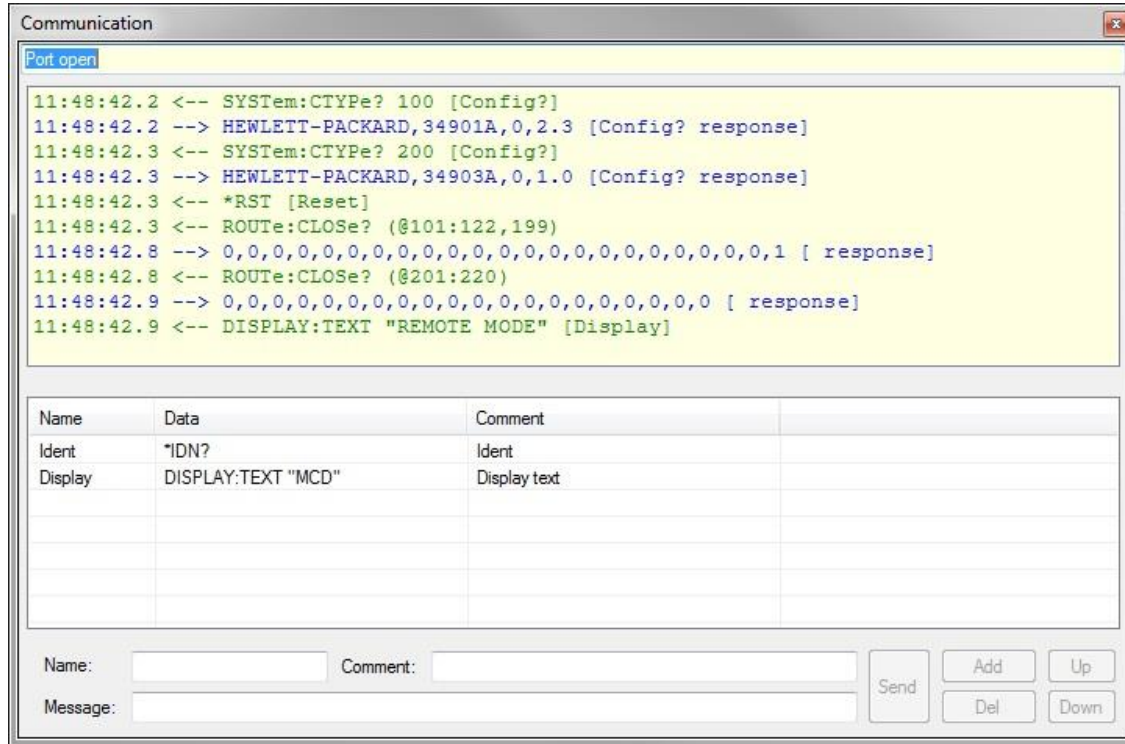 Communication
Port open
11:48:42.2 <-- SYSTem:CTYPe? 100 [Config?]
11:48:42.2 --> HEWLETT-PACKARD,34901A,0,2.3 [Config? response]
11:48:42.3 <-- SYSTem:CTYPe? 200 [Config?]
11:48:42.3 --> HEWLETT-PACKARD,34903A,0,1.0 [Config? response]
11:48:42.3 <-- *RST [Reset]
11:48:42.3 <-- ROUTe:CLOSe? (@101:122,199)
11:48:42.8 --> 0,0,0,0,0,0,0,0,0,0,0,0,0,0,0,0,0,0,0,0,0,0,1 [ response]
11:48:42.8 <-- ROUTe:CLOSe? (@201:220)
11:48:42.9 --> 0,0,0,0,0,0,0,0,0,0,0,0,0,0,0,0,0,0,0,0 [ response]
11:48:42.9 <-- DISPLAY:TEXT "REMOTE MODE" [Display]
Name Data Comment
Ident *IDN? Ident
Display DISPLAY:TEXT "MCD" Display text
Name: Comment: Send Add Up
Message: Del Down